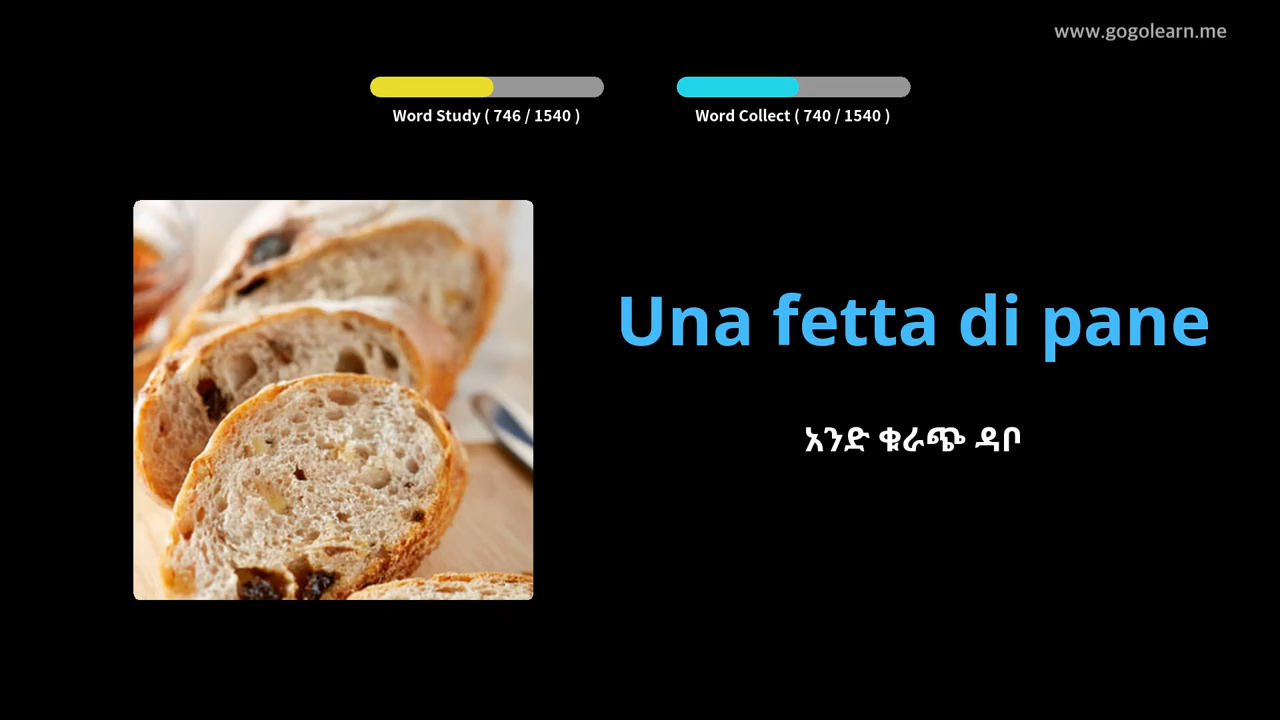 www.gogolearn.me
Word Study ( 746 / 1540 )
Word Collect ( 740 / 1540 )
Una fetta di pane
አንድ ቁራጭ ዳቦ